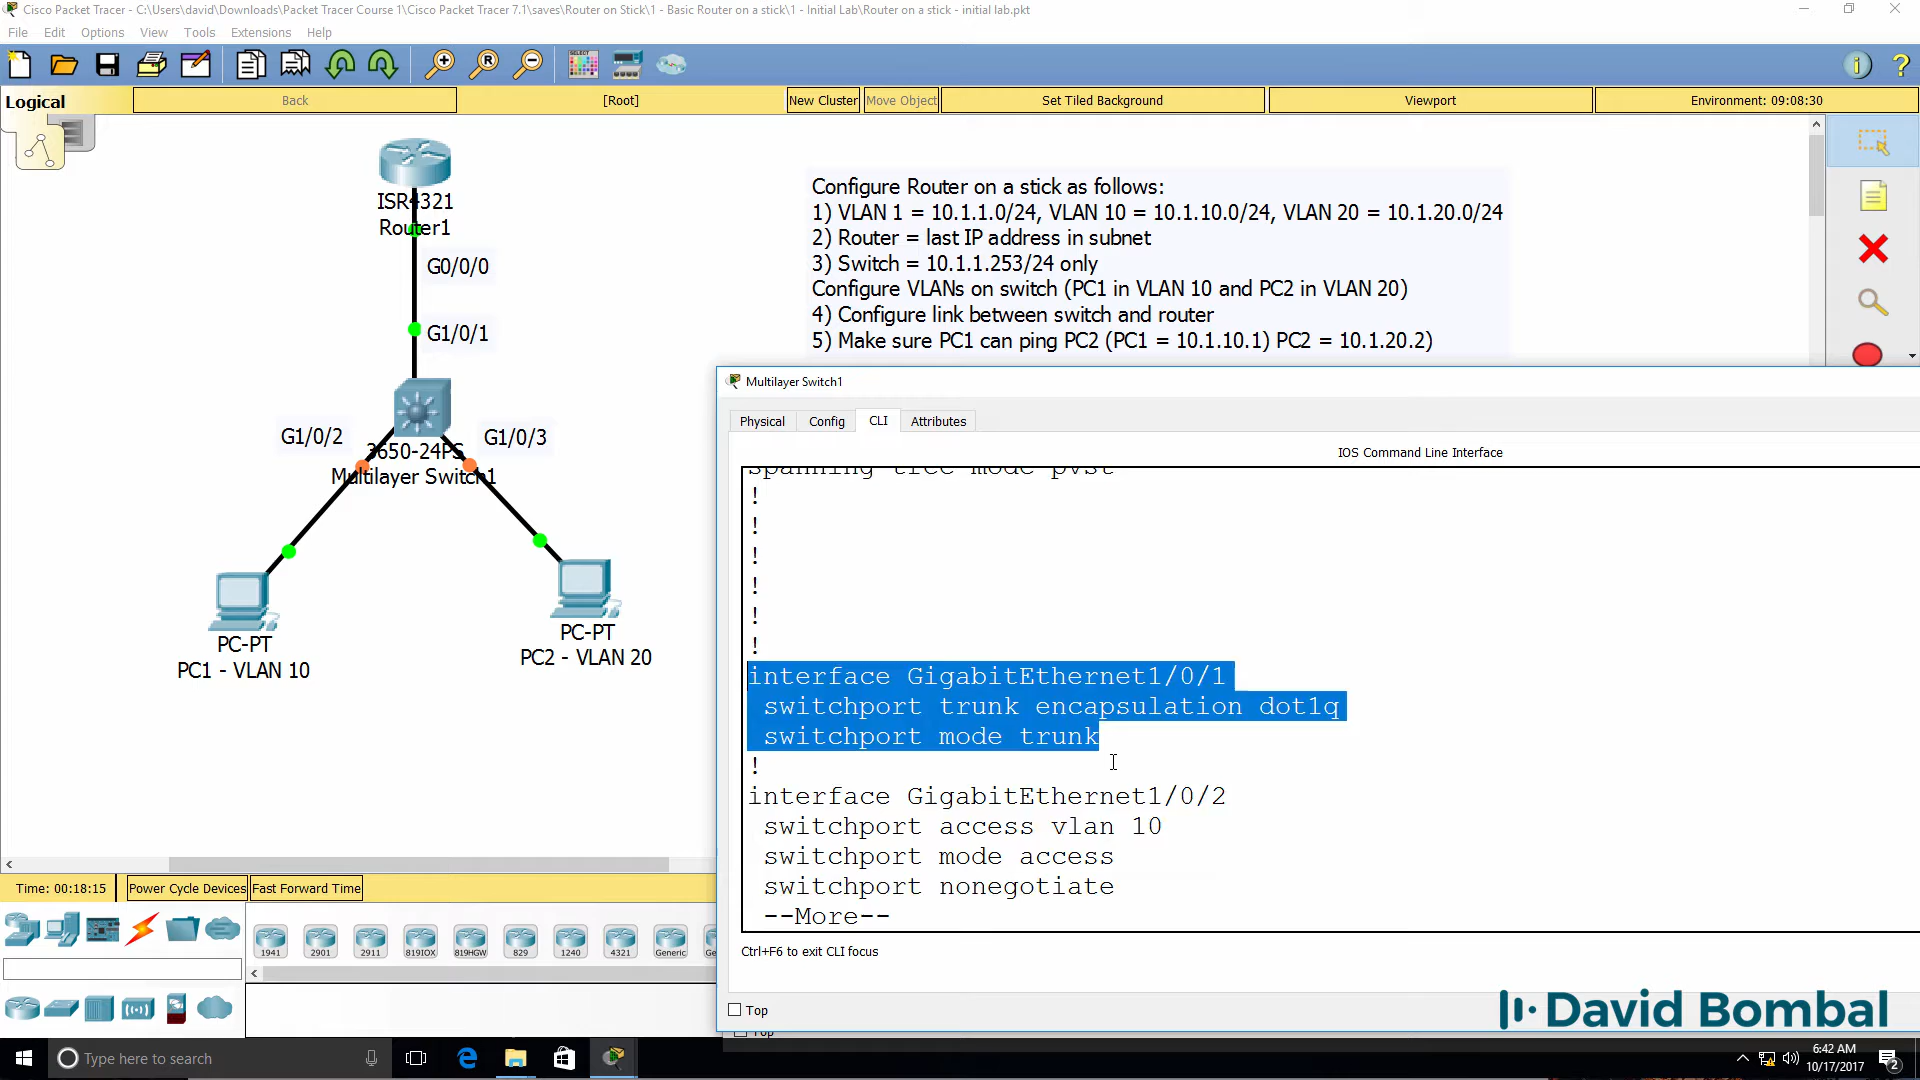 Cisco Packet Tracer - C:\Users\david\Downloads\Packet Tracer Course 1\Cisco Packet Tracer 7.1\saves\Router on Stick\1 - Basic Router on a stick\1 - Initial Lab\Router on a stick - initial lab.pkt
File Edit Options View Tools Extensions Help
Logical Back [Root] New Cluster Move Object Set Tiled Background Viewport Environment: 09:08:30
ISR4321
Router1
G0/0/0
G1/0/1
G1/0/2
G1/0/3
3650-24PS
Multilayer Switch1
PC-PT
PC1 - VLAN 10
PC-PT
PC2 - VLAN 20
Configure Router on a stick as follows:
1) VLAN 1 = 10.1.1.0/24, VLAN 10 = 10.1.10.0/24, VLAN 20 = 10.1.20.0/24
2) Router = last IP address in subnet
3) Switch = 10.1.1.253/24 only
Configure VLANs on switch (PC1 in VLAN 10 and PC2 in VLAN 20)
4) Configure link between switch and router
5) Make sure PC1 can ping PC2 (PC1 = 10.1.10.1) PC2 = 10.1.20.2)
Multilayer Switch1
Physical Config CLI Attributes
IOS Command Line Interface
spanning-tree mode pvst
!
!
!
!
!
!
interface GigabitEthernet1/0/1
switchport trunk encapsulation dot1q
switchport mode trunk
!
interface GigabitEthernet1/0/2
switchport access vlan 10
switchport mode access
switchport nonegotiate
--More--
Ctrl+F6 to exit CLI focus
Top
Top
Time: 00:18:15 Power Cycle Devices Fast Forward Time
1941 2901 2911 819IOX 819HGW 829 1240 4321 Generic
David Bombal
Type here to search
6:42 AM
10/17/2017
2